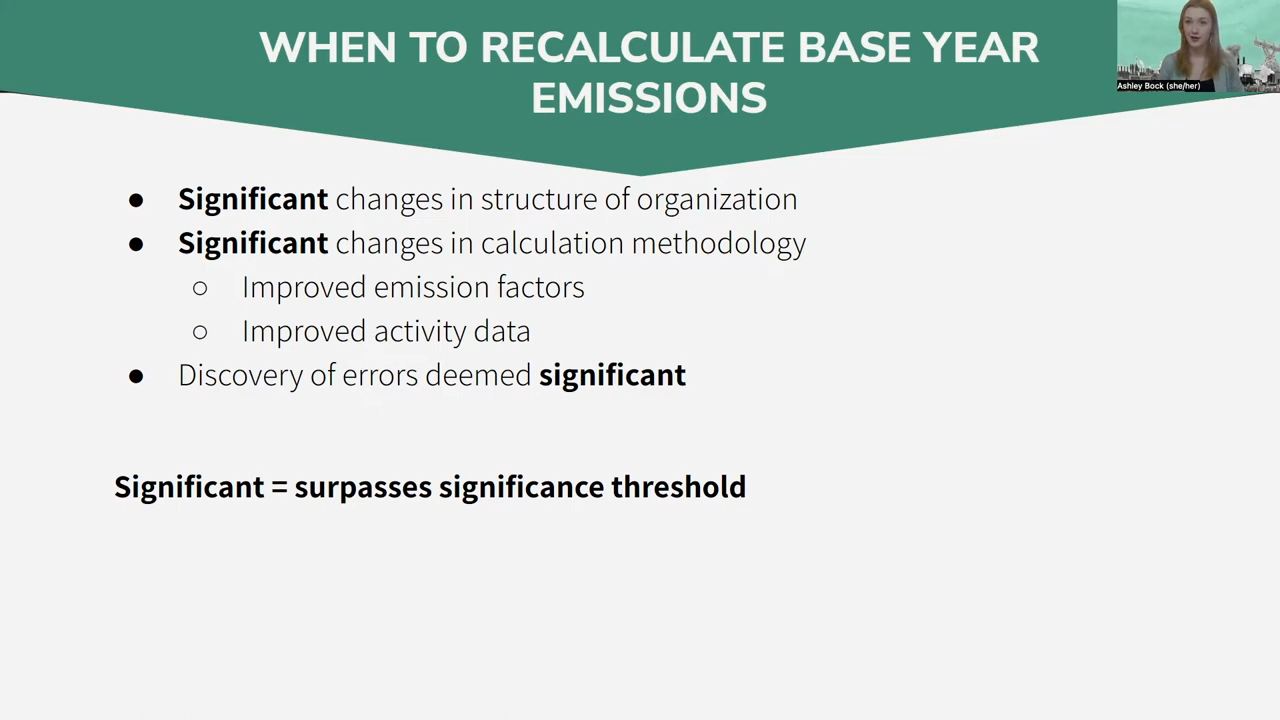 WHEN TO RECALCULATE BASE YEAR
EMISSIONS
Ashley Bock (she/her)
● Significant changes in structure of organization
● Significant changes in calculation methodology
○ Improved emission factors
○ Improved activity data
● Discovery of errors deemed significant
Significant = surpasses significance threshold